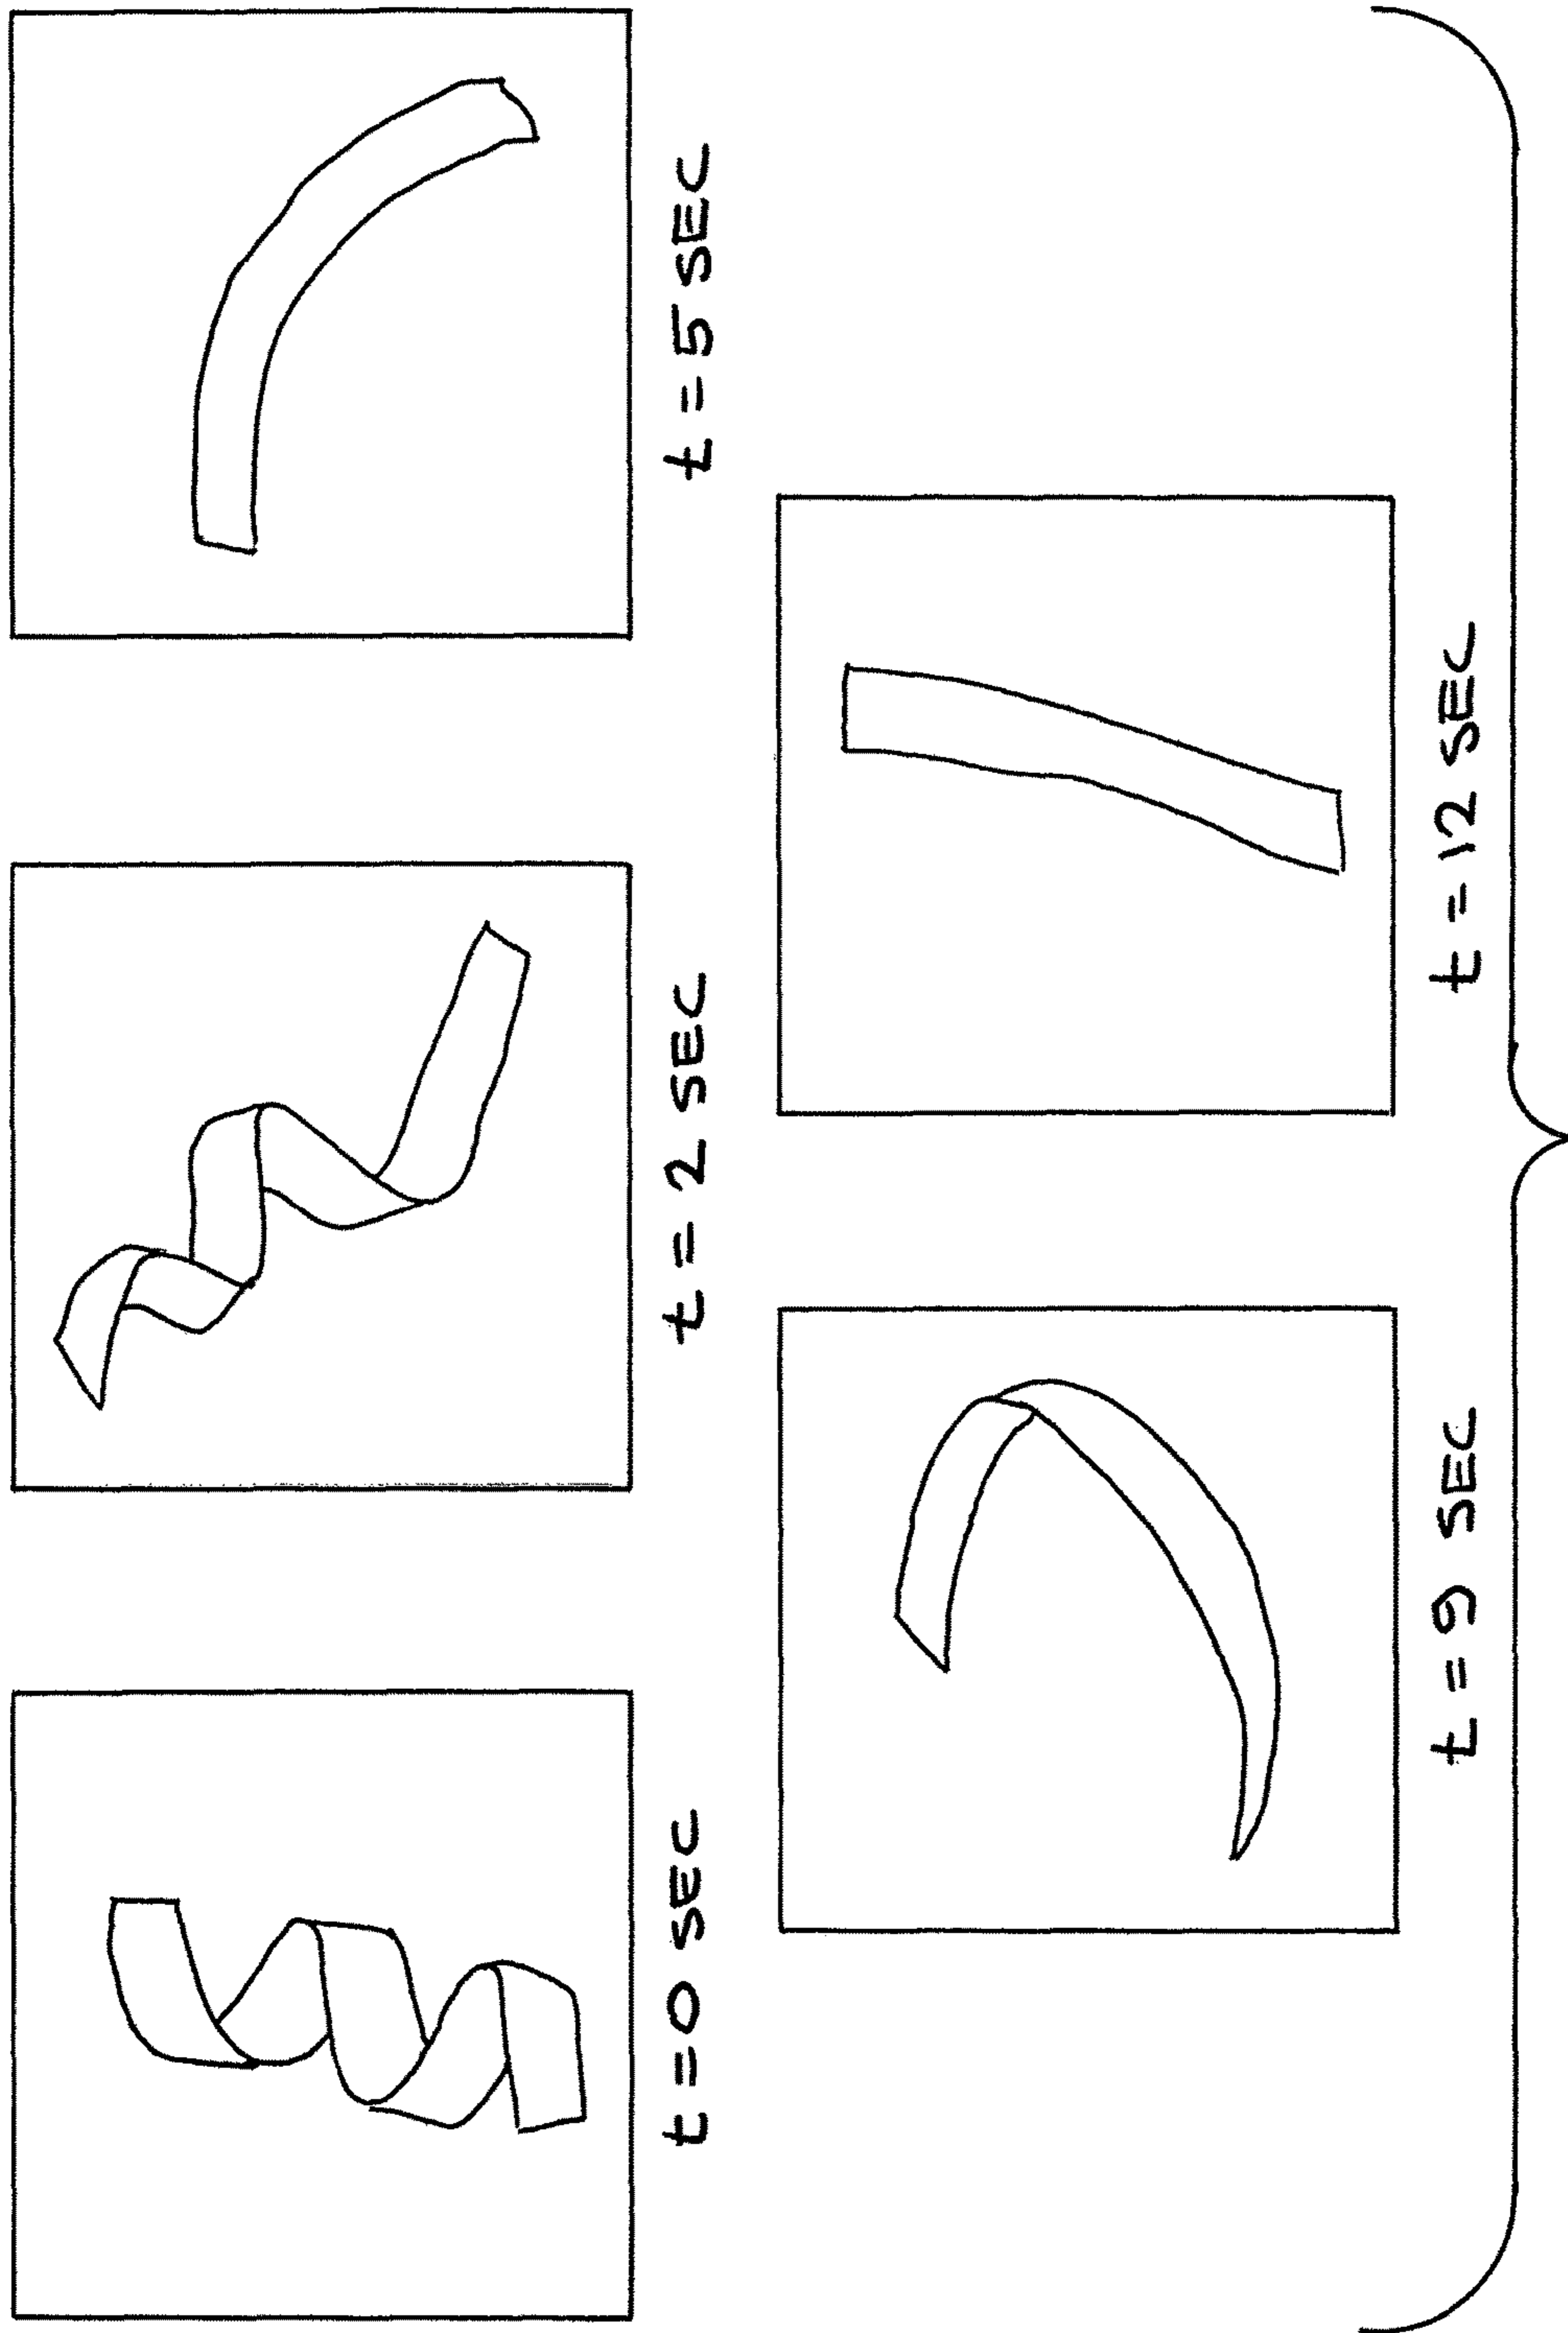 t = 0 SEC
t = 2 SEC
t = 5 SEC
t = 9 SEC
t = 12 SEC